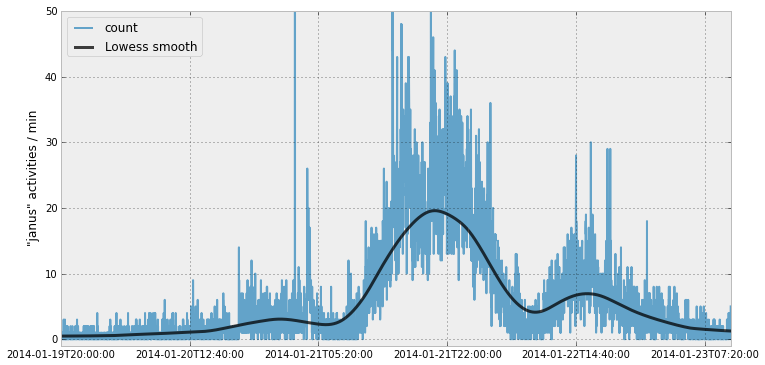 50
count
Lowess smooth
40
30
20
10
0
"janus" activities / min
2014-01-19T20:00:00
2014-01-20T12:40:00
2014-01-21T05:20:00
2014-01-21T22:00:00
2014-01-22T14:40:00
2014-01-23T07:20:00